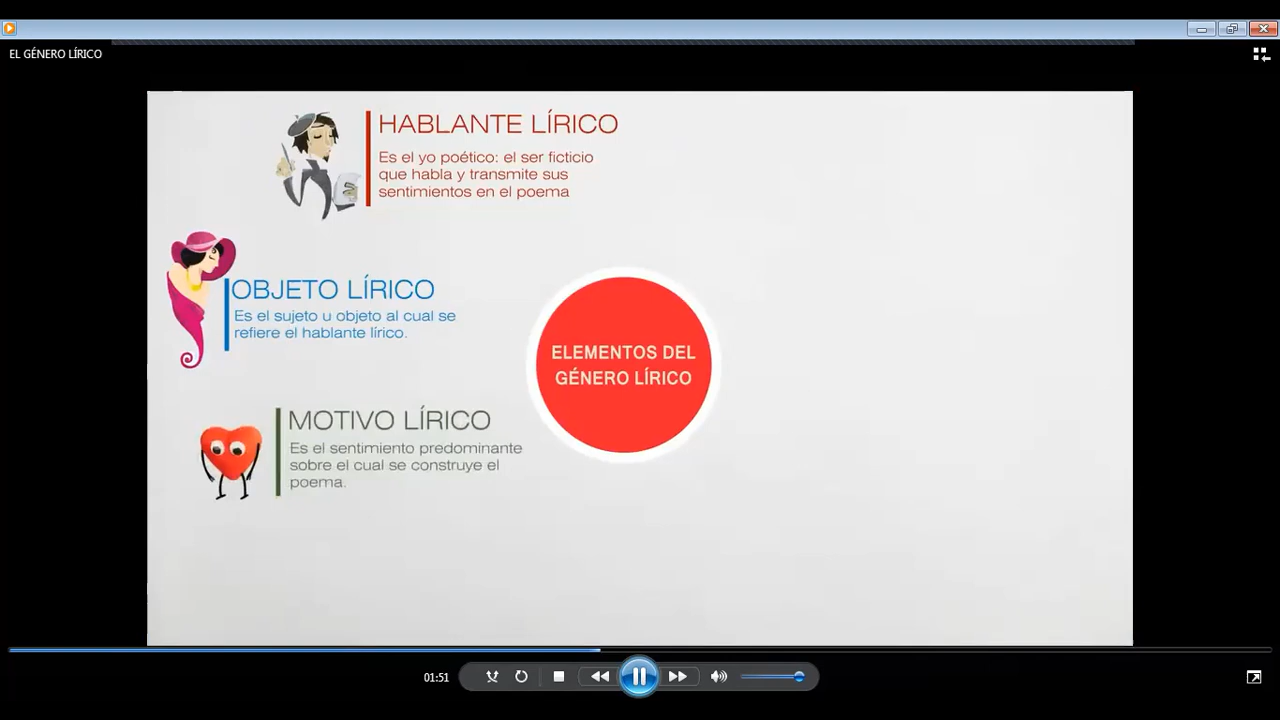 EL GÉNERO LÍRICO
HABLANTE LÍRICO
Es el yo poético: el ser ficticio
que habla y transmite sus
sentimientos en el poema
OBJETO LÍRICO
Es el sujeto u objeto al cual se
refiere el hablante lírico.
ELEMENTOS DEL
GÉNERO LÍRICO
MOTIVO LÍRICO
Es el sentimiento predominante
sobre el cual se construye el
poema.
01:51